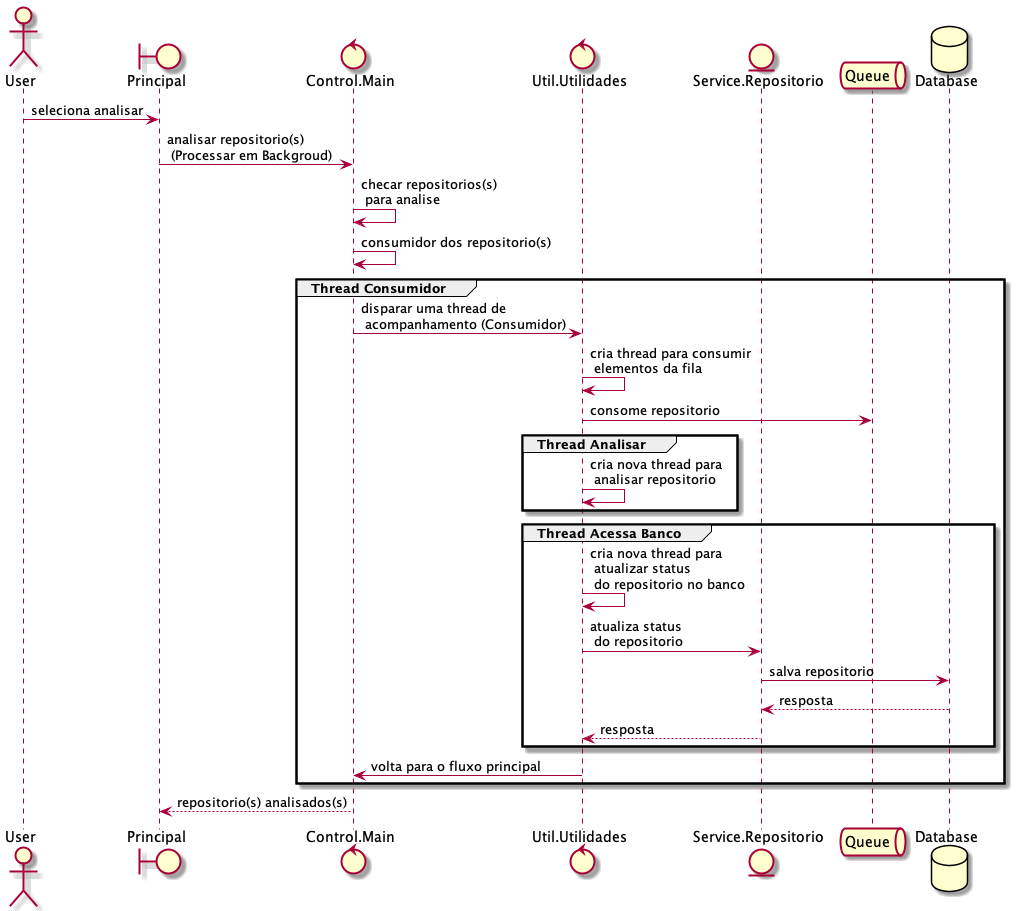 User
Principal
Control.Main
Util.Utilidades
Service.Repositorio
Queue
Database
seleciona analisar
analisar repositorio(s)
(Processar em Backgroud)
checar repositorios(s)
para analise
consumidor dos repositorio(s)
Thread Consumidor
disparar uma thread de
acompanhamento (Consumidor)
cria thread para consumir
elementos da fila
consome repositorio
Thread Analisar
cria nova thread para
analisar repositorio
Thread Acessa Banco
cria nova thread para
atualizar status
do repositorio no banco
atualiza status
do repositorio
salva repositorio
resposta
resposta
volta para o fluxo principal
repositorio(s) analisados(s)
User
Principal
Control.Main
Util.Utilidades
Service.Repositorio
Queue
Database